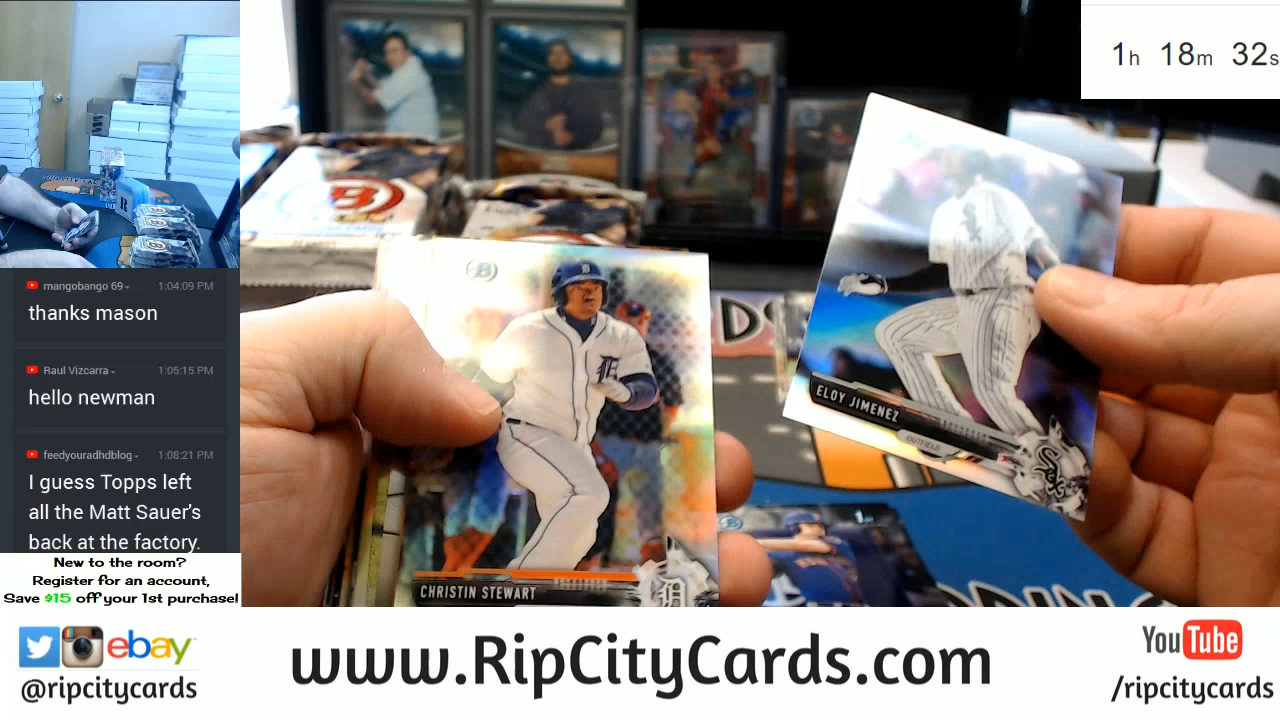 1h 18m 32s
mangobango 69 1:04:09 PM
thanks mason
Raul Vizcarra 1:05:15 PM
hello newman
feedyouradhdblog 1:08:21 PM
I guess Topps left
all the Matt Sauer's
back at the factory.
New to the room?
Register for an account,
Save $15 off your 1st purchase!
B
CHRISTIN STEWART
ELOY JIMENEZ
OUTFIELD
Sox
ebay
@ripcitycards
www.RipCityCards.com
YouTube
/ripcitycards